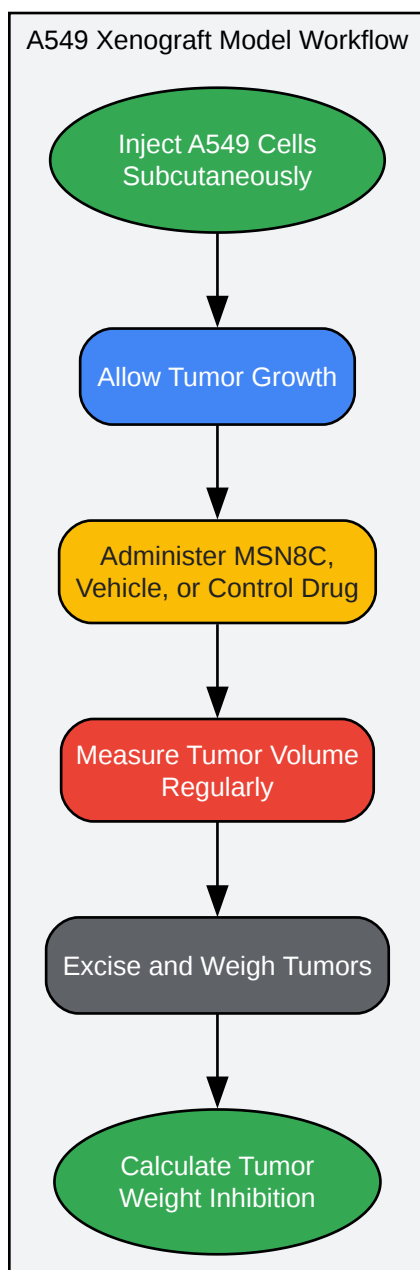 A549 Xenograft Model Workflow
Inject A549 Cells
Subcutaneously
Allow Tumor Growth
Administer MSN8C,
Vehicle, or Control Drug
Measure Tumor Volume
Regularly
Excise and Weigh Tumors
Calculate Tumor
Weight Inhibition